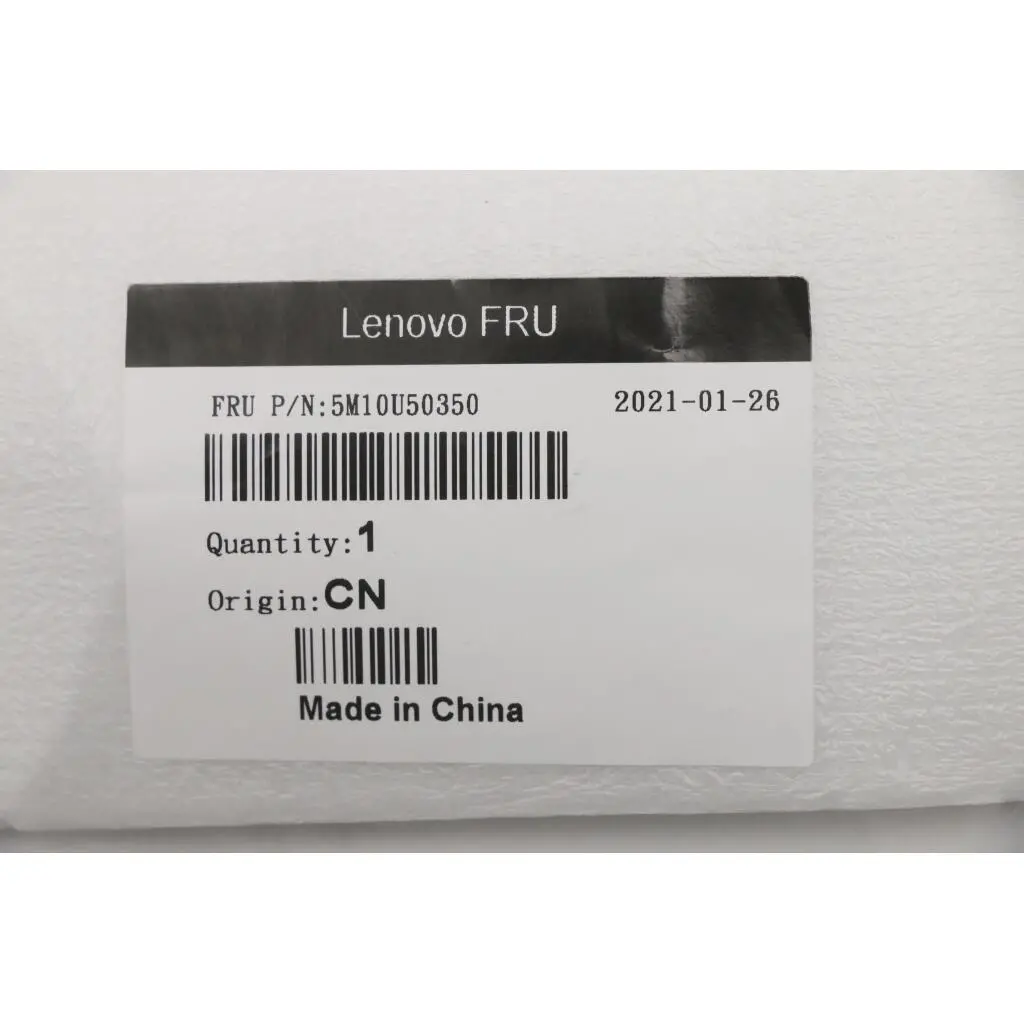 Lenovo FRU
FRU P/N:5M10U50350 2021-01-26
Quantity:1
Origin:CN
Made in China